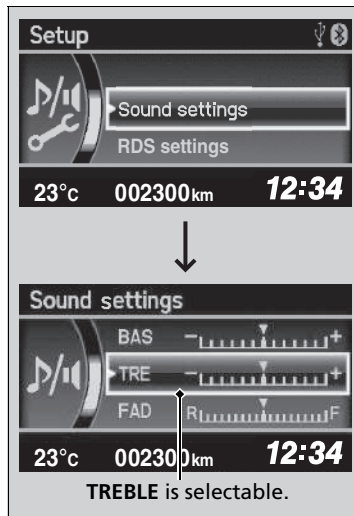 Setup
Sound settings
RDS settings
23°c 002300km 12:34
Sound settings
BAS − +
TRE − +
FAD R F
23°c 002300km 12:34
TREBLE is selectable.